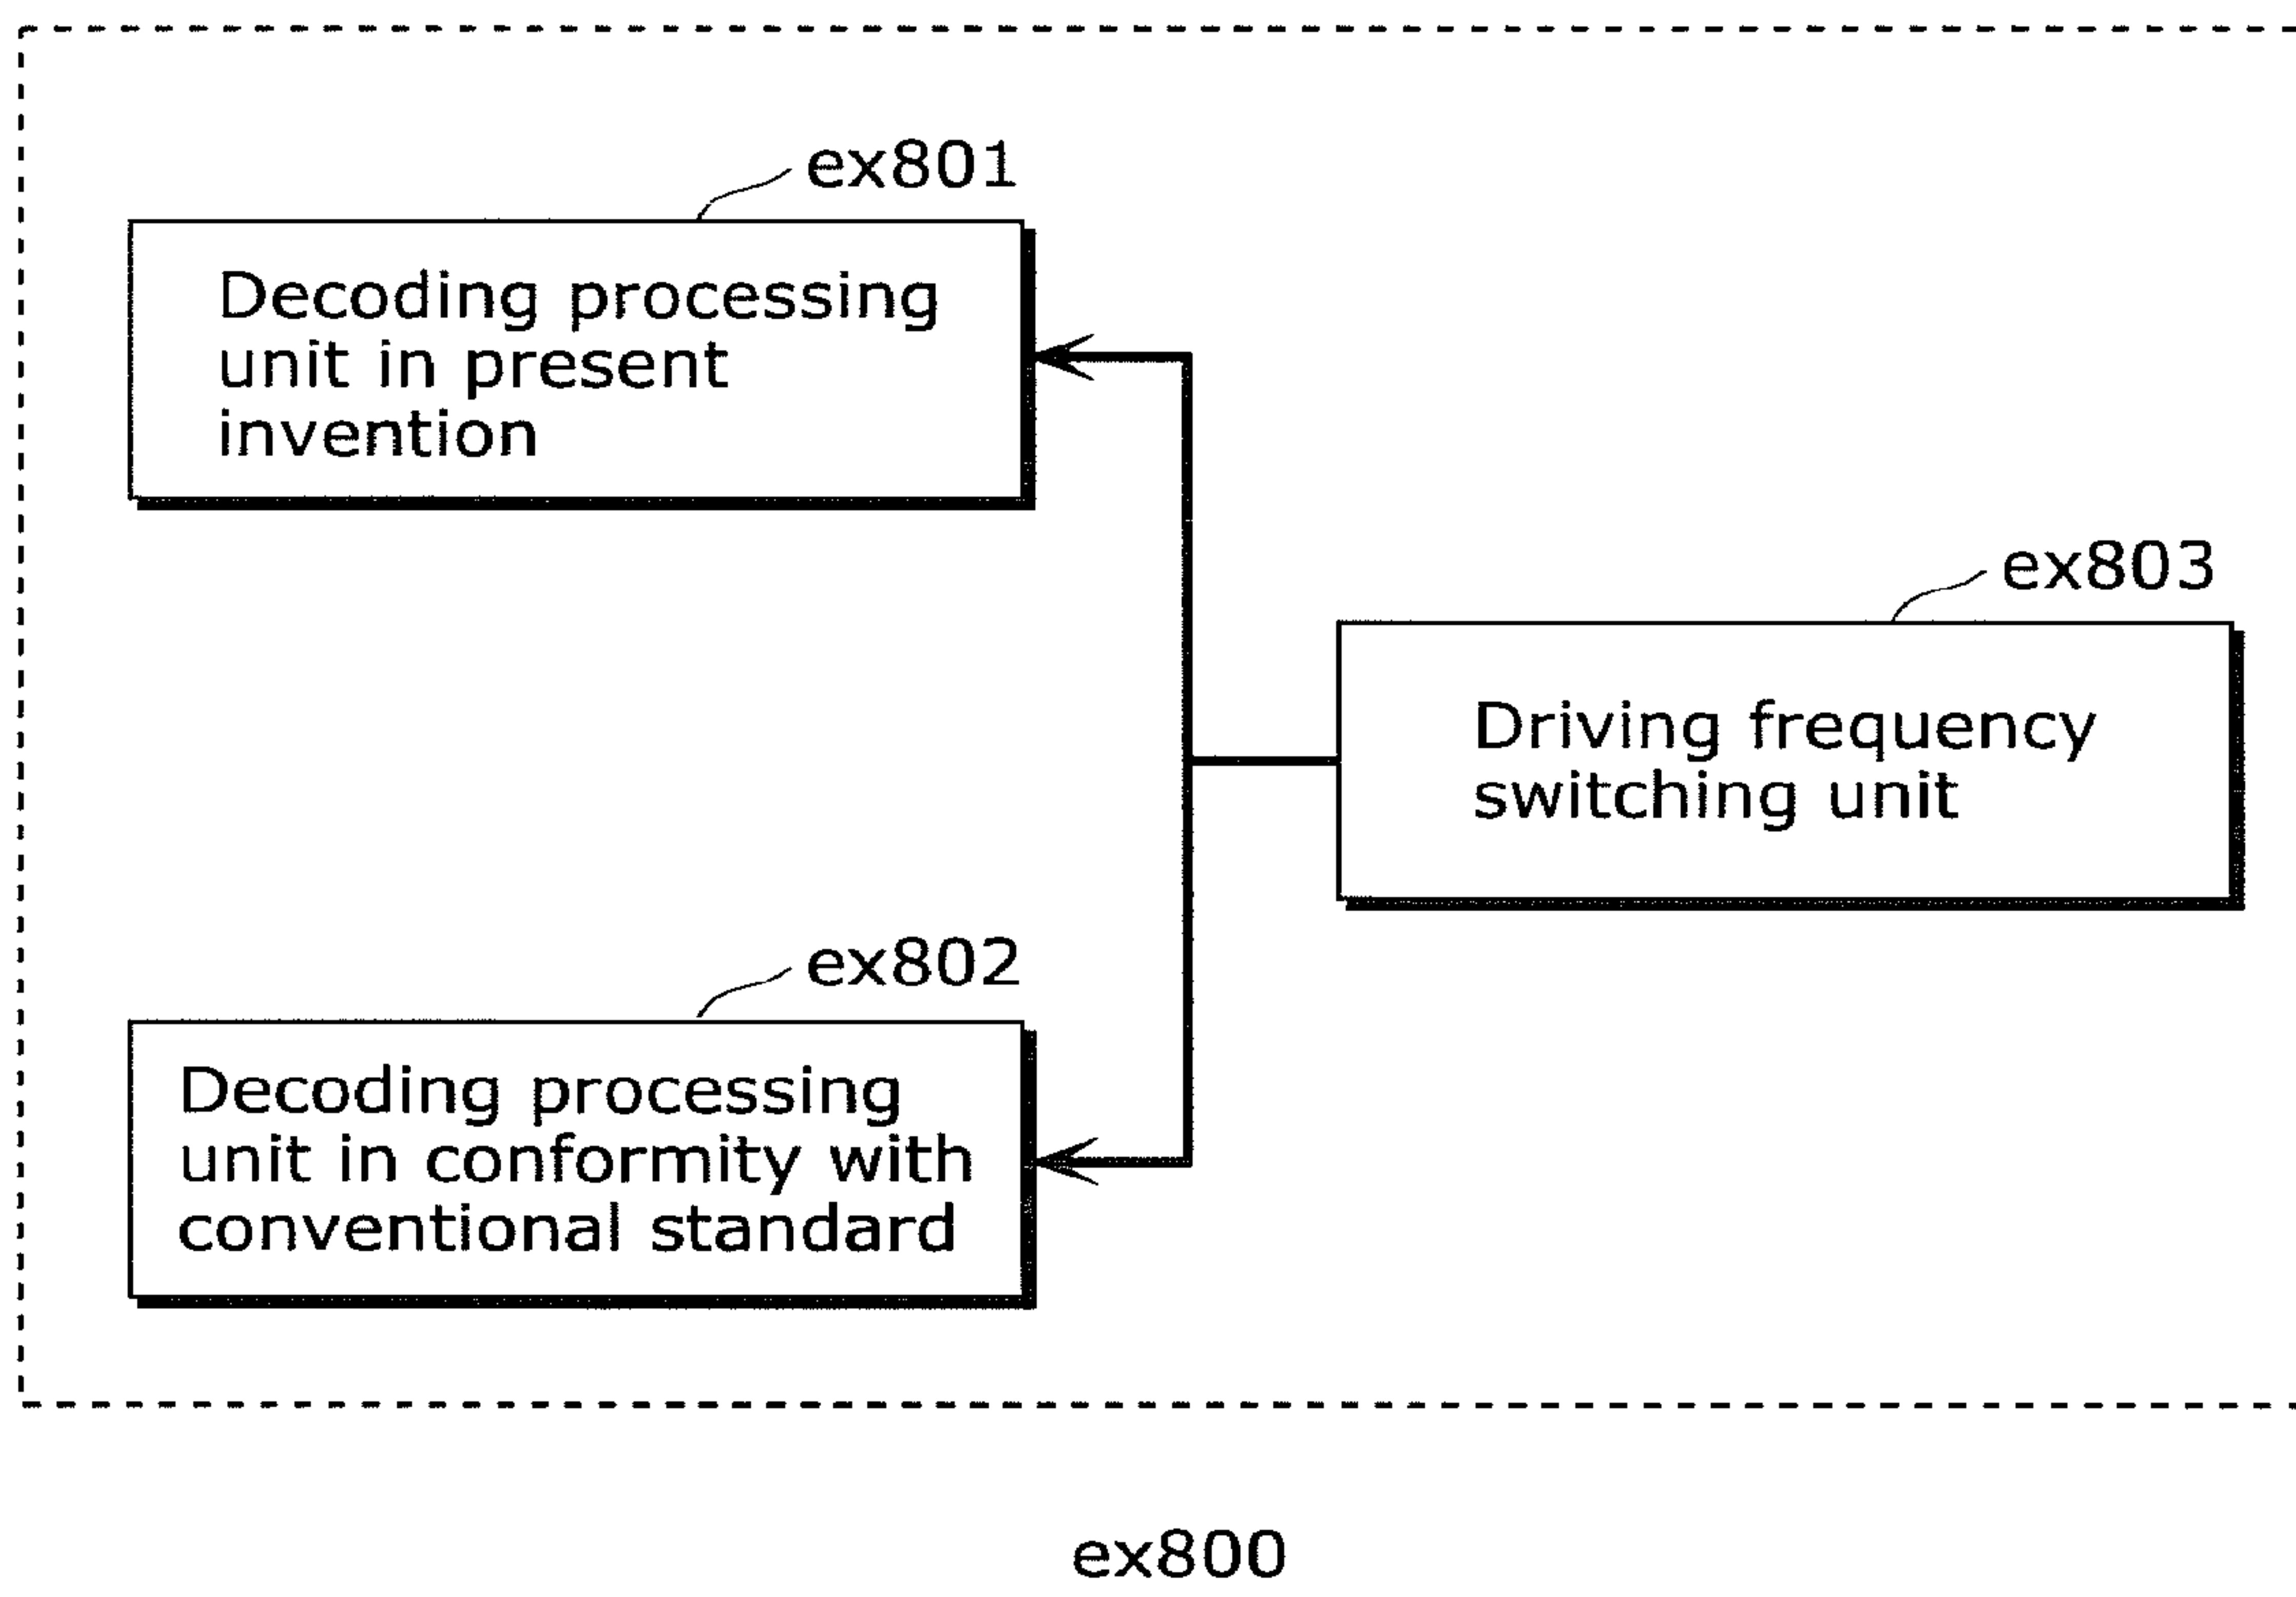 ex801
Decoding processing
unit in present
invention
ex803
Driving frequency
switching unit
ex802
Decoding processing
unit in conformity with
conventional standard
ex800